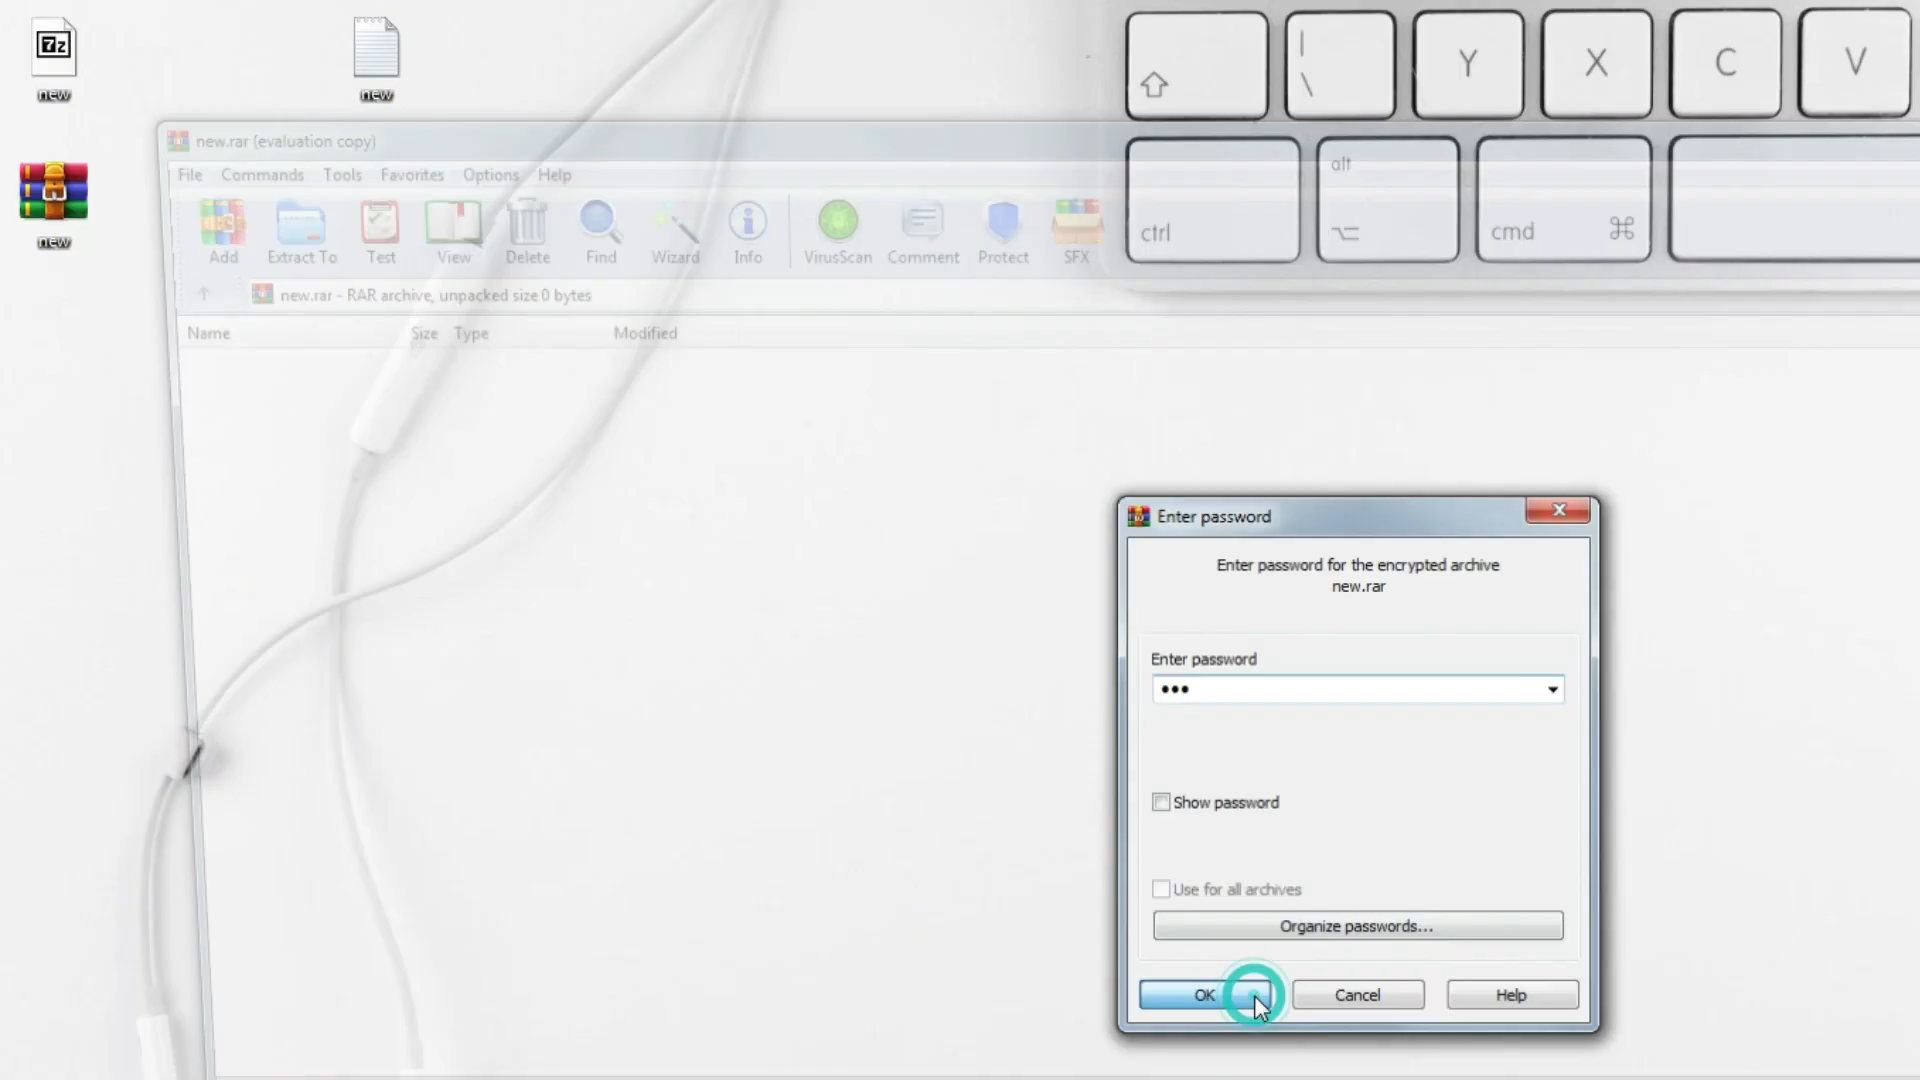 new
new
new
Y
X
C
V
|
\
ctrl
alt
cmd ⌘
new.rar (evaluation copy)
File Commands Tools Favorites Options Help
Add Extract To Test View Delete Find Wizard Info VirusScan Comment Protect SFX
new.rar - RAR archive, unpacked size 0 bytes
Name Size Type Modified
Enter password
Enter password for the encrypted archive
new.rar
Enter password
•••
Show password
Use for all archives
Organize passwords...
OK Cancel Help
7z